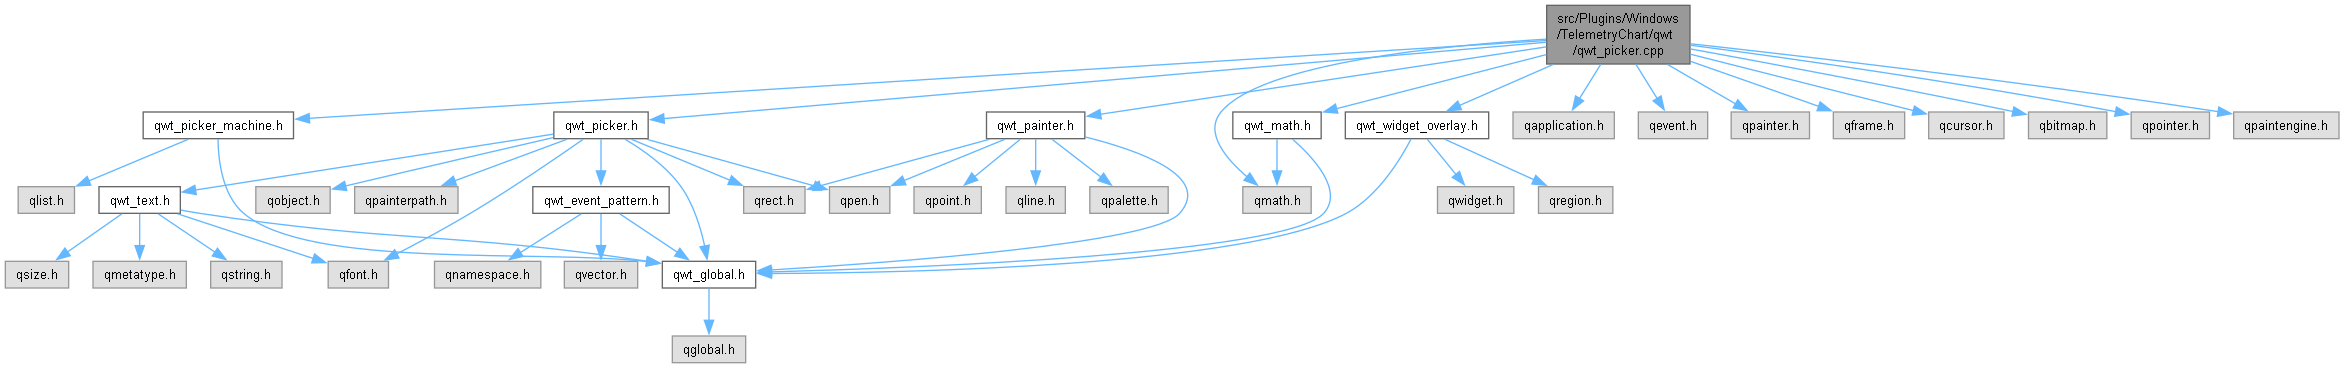 src/Plugins/Windows
/TelemetryChart/qwt
/qwt_picker.cpp
qwt_picker_machine.h
qwt_picker.h
qwt_painter.h
qwt_math.h
qwt_widget_overlay.h
qapplication.h
qevent.h
qpainter.h
qframe.h
qcursor.h
qbitmap.h
qpointer.h
qpaintengine.h
qlist.h
qwt_text.h
qobject.h
qpainterpath.h
qwt_event_pattern.h
qrect.h
qpen.h
qpoint.h
qline.h
qpalette.h
qmath.h
qwidget.h
qregion.h
qsize.h
qmetatype.h
qstring.h
qfont.h
qnamespace.h
qvector.h
qwt_global.h
qglobal.h